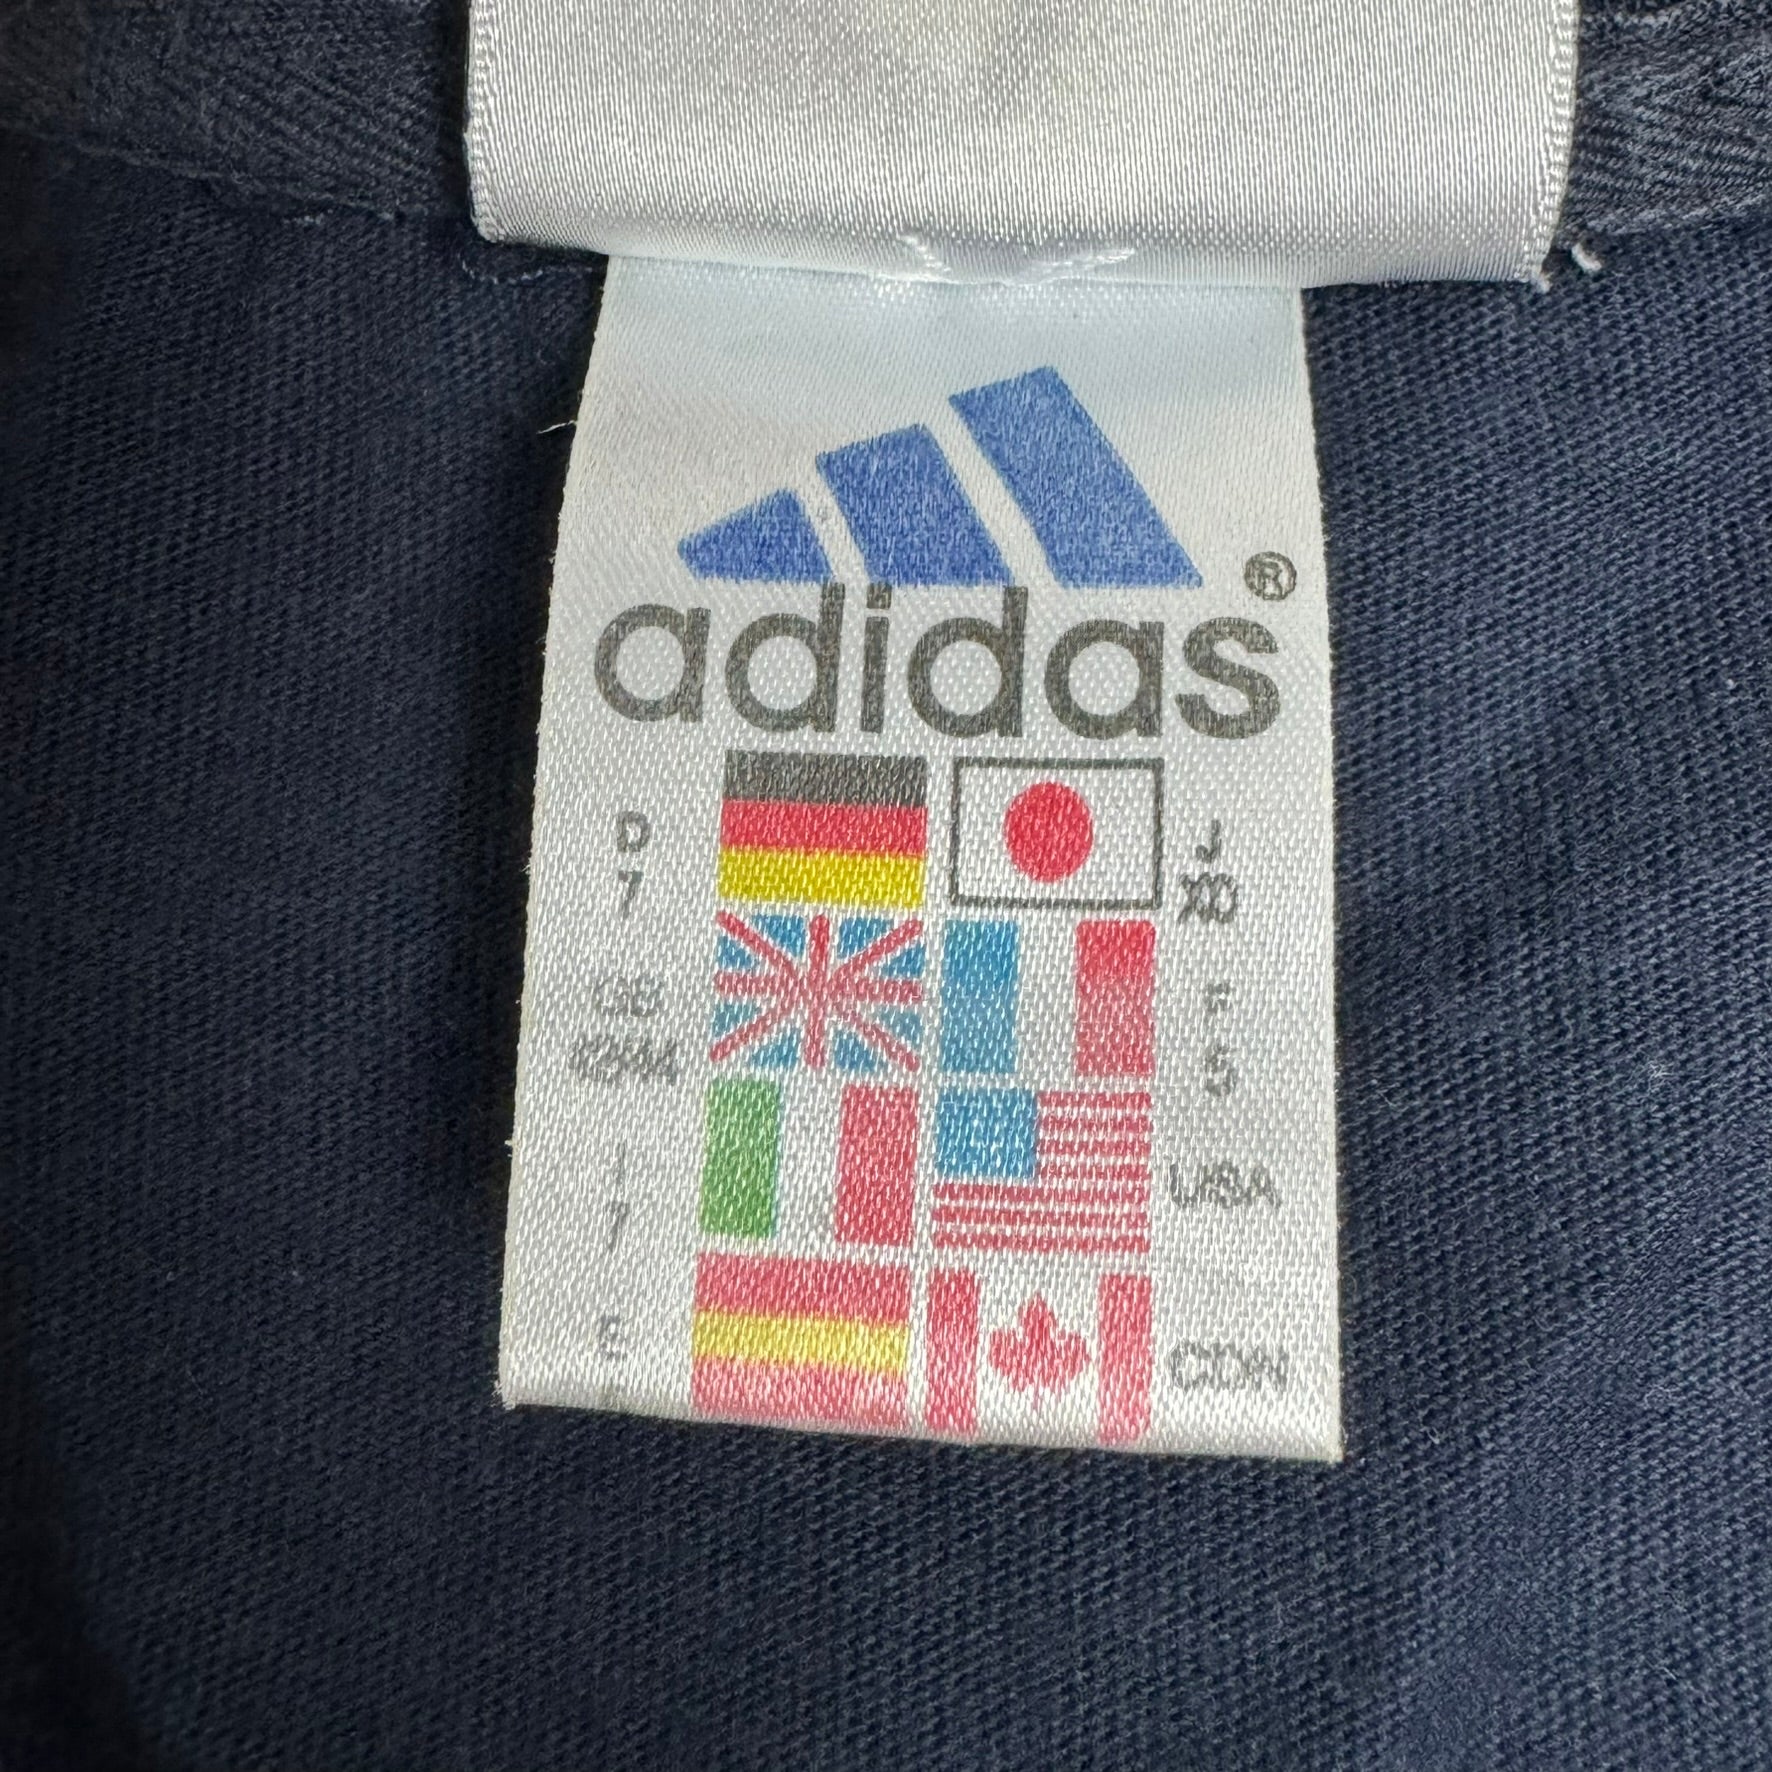 adidas®
D J
7 XO
GB F
42/44 5
I USA
7
E CDN